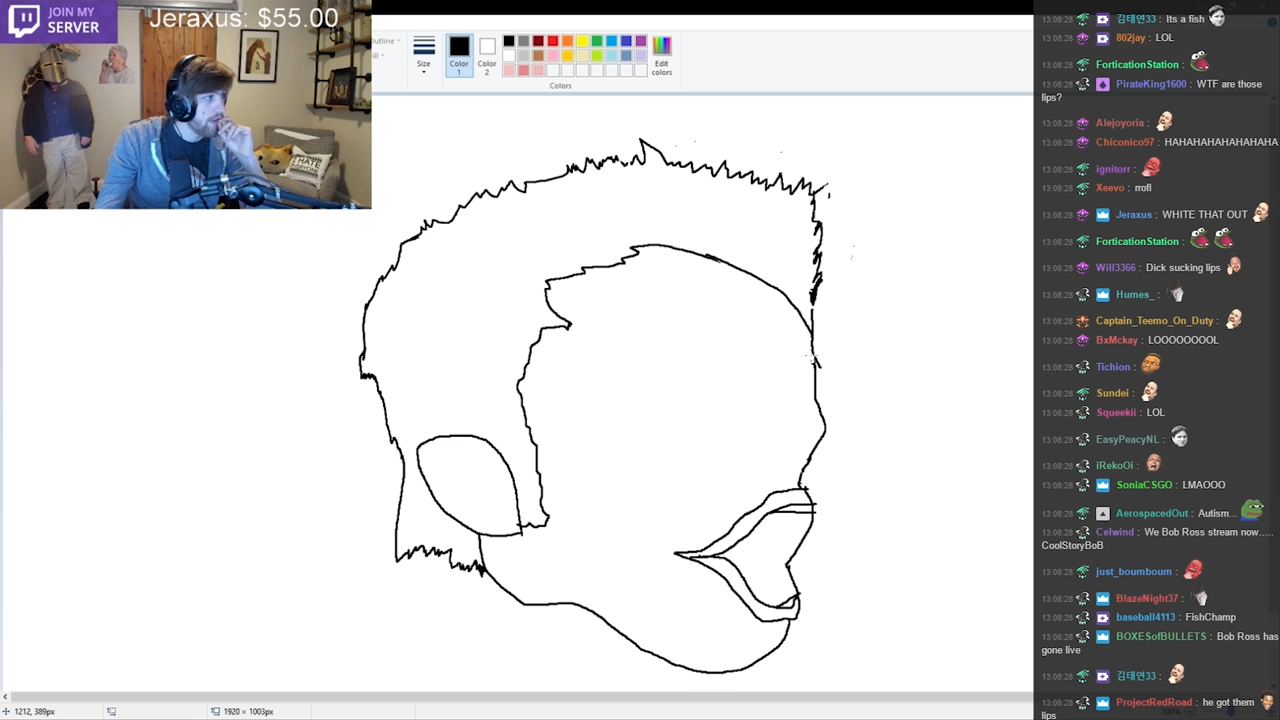 JOIN MY
SERVER
Jeraxus: $55.00
Outline
Size
Color
1
Color
2
Edit
colors
Colors
I HATE
1212, 389px
1920 × 1003px
13:08:28 김태연33: Its a fish
13:08:28 802jay: LOL
13:08:28 ForticationStation:
13:08:28 PirateKing1600: WTF are those
lips?
13:08:28 Alejoyoria:
13:08:28 Chiconico97: HAHAHAHAHAHAHA
13:08:28 ignitorr:
13:08:28 Xeevo: rrofl
13:08:28 Jeraxus: WHITE THAT OUT
13:08:28 ForticationStation:
13:08:28 Will3366: Dick sucking lips
13:08:28 Humes_:
13:08:28 Captain_Teemo_On_Duty:
13:08:28 BxMckay: LOOOOOOOOL
13:08:28 Tichion:
13:08:28 Sundei:
13:08:28 Squeekii: LOL
13:08:28 EasyPeacyNL:
13:08:28 iRekoOi:
13:08:28 SoniaCSGO: LMAOOO
13:08:28 AerospacedOut: Autism...
13:08:28 Celwind: We Bob Ross stream now.....
CoolStoryBoB
13:08:28 just_boumboum:
13:08:28 BlazeNight37:
13:08:28 baseball4113: FishChamp
13:08:28 BOXESofBULLETS: Bob Ross has
gone live
13:08:28 김태연33:
13:08:28 ProjectRedRoad: he got them
lips